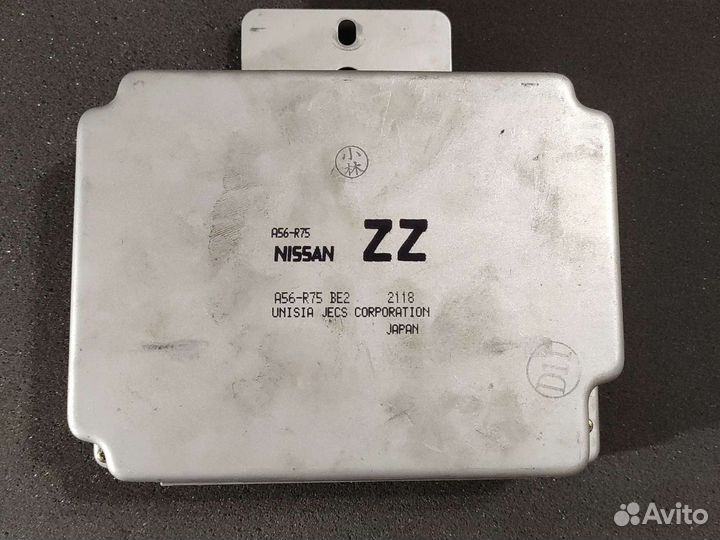 小
林
A56-R75
NISSAN ZZ
A56-R75 BE2 2118
UNISIA JECS CORPORATION
JAPAN
Avito